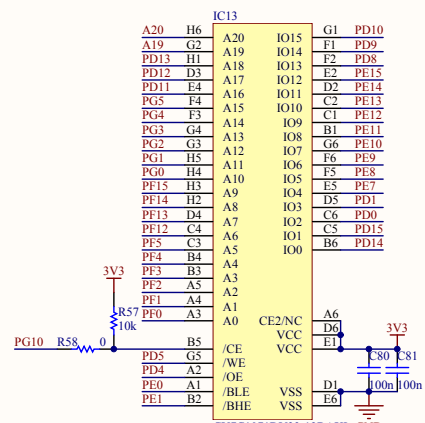 IC13
A20 H6 A20 IO15 G1 PD10
A19 G2 A19 IO14 F1 PD9
PD13 H1 A18 IO13 F2 PD8
PD12 D3 A17 IO12 E2 PE15
PD11 E4 A16 IO11 D2 PE14
PG5 F4 A15 IO10 C2 PE13
PG4 F3 A14 IO9 C1 PE12
PG3 G4 A13 IO8 B1 PE11
PG2 G3 A12 IO7 G6 PE10
PG1 H5 A11 IO6 F6 PE9
PG0 H4 A10 IO5 F5 PE8
PF15 H3 A9 IO4 E5 PE7
PF14 H2 A8 IO3 D5 PD1
PF13 D4 A7 IO2 C6 PD0
PF12 C4 A6 IO1 C5 PD15
PF5 C3 A5 IO0 B6 PD14
PF4 B4 A4
PF3 B3 A3
PF2 A5 A2
PF1 A4 A1
PF0 A3 A0
3V3
R57
10k
PG10 R58 0
B5 /CE
PD5 G5 /WE
PD4 A2 /OE
PE0 A1 /BLE
PE1 B2 /BHE
CE2/NC A6
VCC D6
VCC E1
3V3
C80 C81
100n 100n
VSS D1
VSS E6